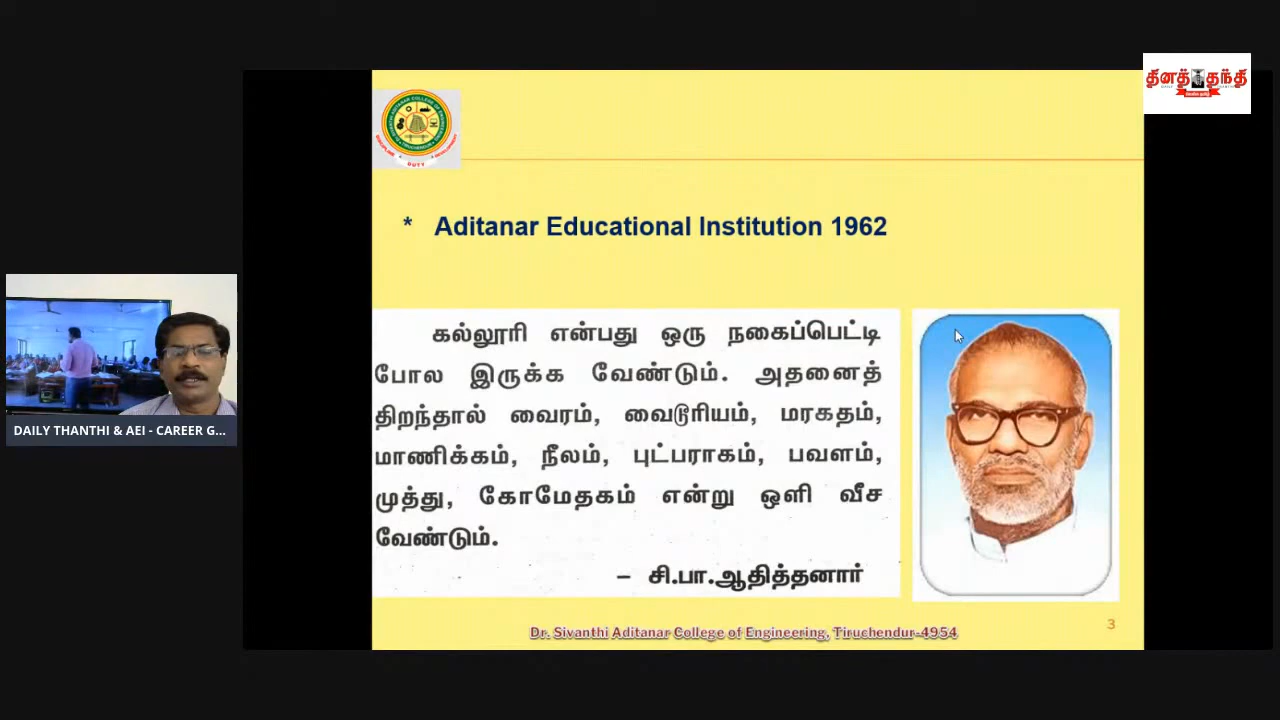 தினத்தந்தி
* Aditanar Educational Institution 1962
கல்லூரி என்பது ஒரு நகைப்பெட்டி
போல இருக்க வேண்டும். அதனைத்
திறந்தால் வைரம், வைடூரியம், மரகதம்,
மாணிக்கம், நீலம், புட்பராகம், பவளம்,
முத்து, கோமேதகம் என்று ஒளி வீச
வேண்டும்.
– சி.பா.ஆதித்தனார்
DAILY THANTHI & AEI - CAREER G...
Dr. Sivanthi Aditanar College of Engineering, Tiruchendur-4954
3